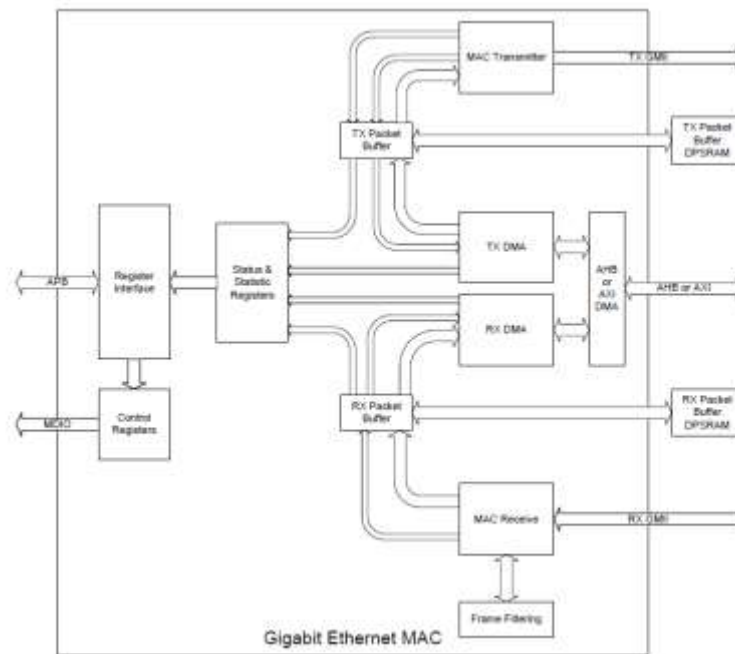 MAC Transmitter
TX GMII
TX Packet
Buffer
TX Packet
Buffer
DPSRAM
Register
Interface
Status &
Statistic
Registers
TX DMA
AHB
or
AXI
DMA
APB
AHB or AXI
RX DMA
Control
Registers
MDIO
RX Packet
Buffer
RX Packet
Buffer
DPSRAM
MAC Receive
RX GMII
Frame Filtering
Gigabit Ethernet MAC